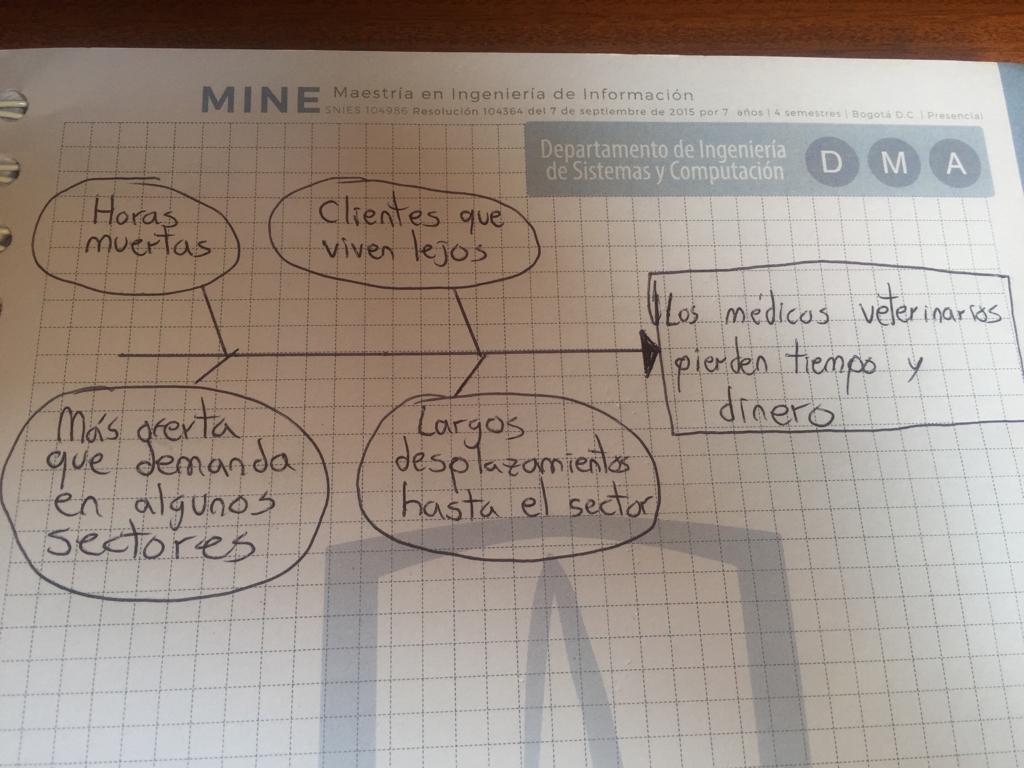 MINE Maestría en Ingeniería de Información
SNIES 104986 Resolución 104364 del 7 de septiembre de 2015 por 7 años | 4 semestres | Bogotá D.C. | Presencial
Departamento de Ingeniería
de Sistemas y Computación
D M A
Horas
muertas
Clientes que
viven lejos
Los médicos veterinarios
pierden tiempo y
dinero
Más oferta
que demanda
en algunos
sectores
Largos
desplazamientos
hasta el sector